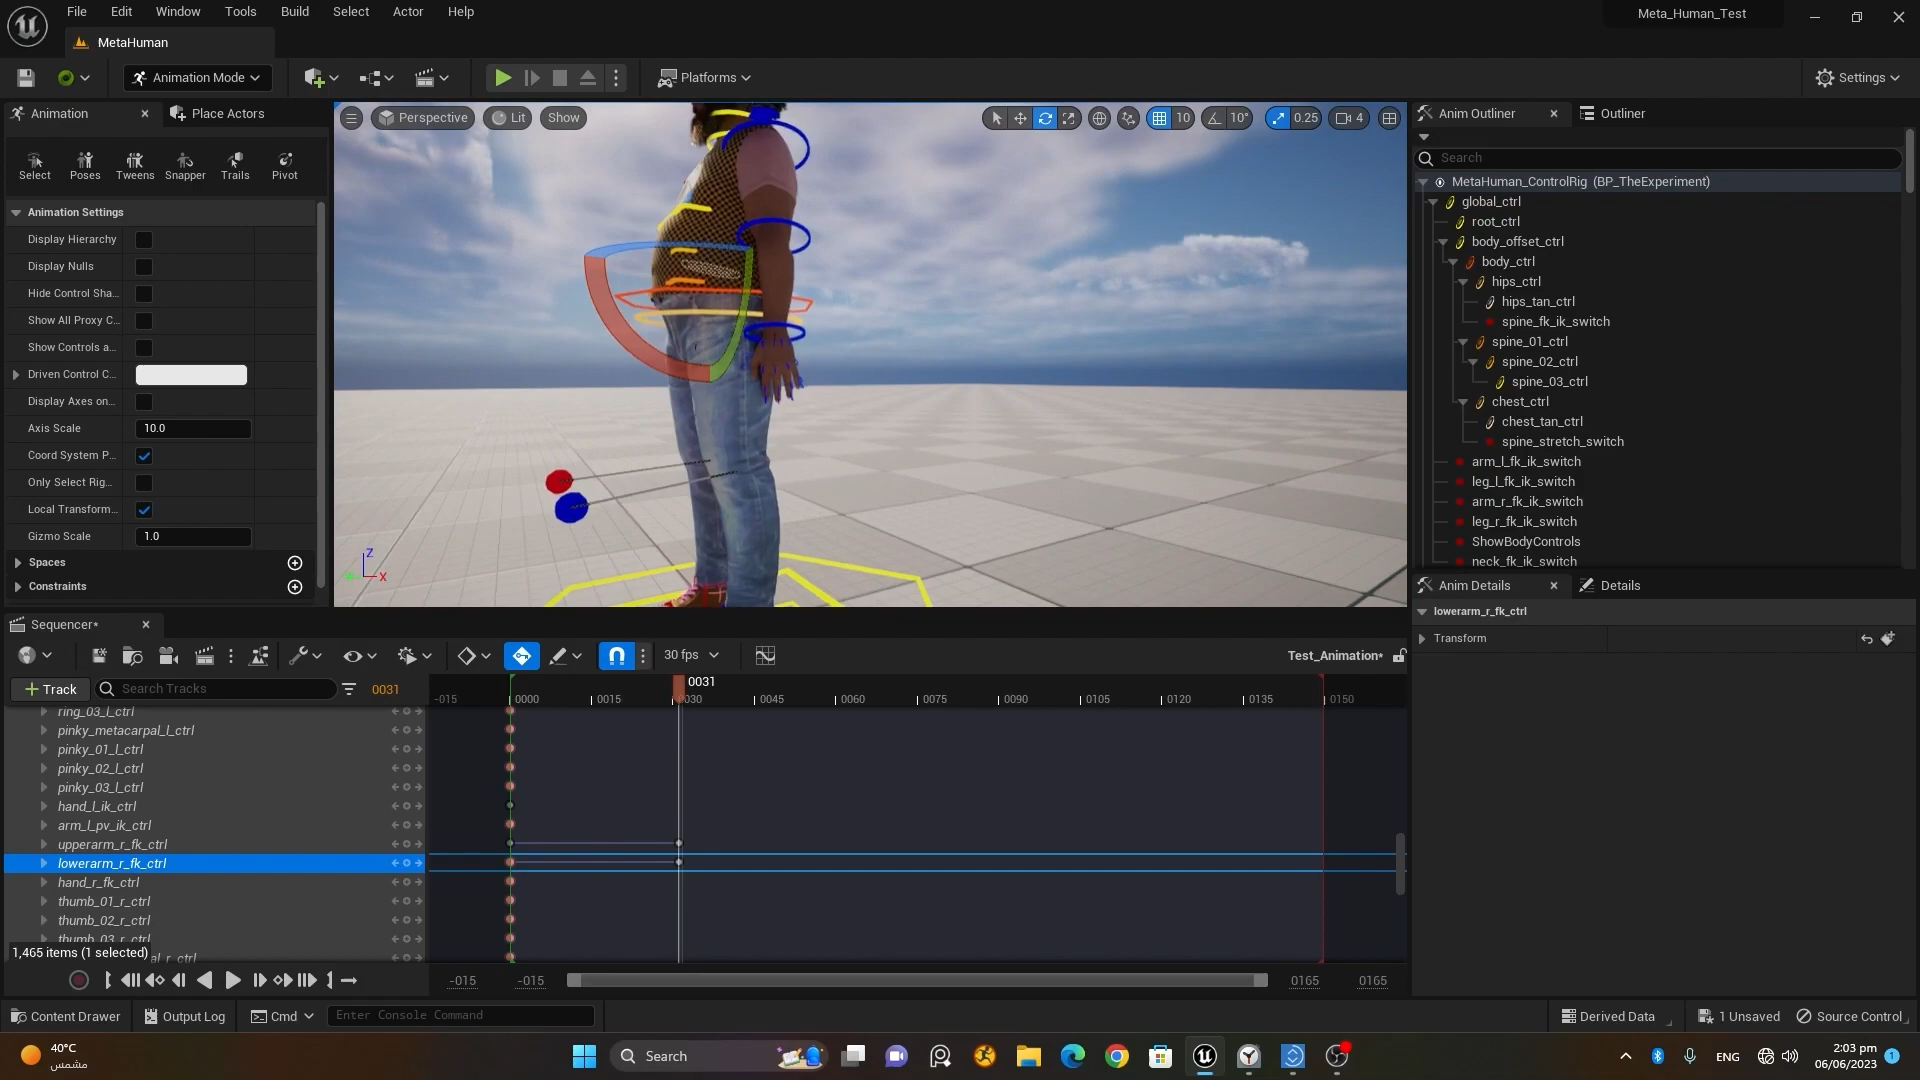 File Edit Window Tools Build Select Actor Help
Meta_Human_Test
MetaHuman
Animation Mode
Platforms
Settings
Animation
Place Actors
Perspective
Lit
Show
10
10°
0.25
4
Anim Outliner
Outliner
Search
Select
Poses
Tweens
Snapper
Trails
Pivot
Animation Settings
Display Hierarchy
Display Nulls
Hide Control Sha...
Show All Proxy C...
Show Controls a...
Driven Control C...
Display Axes on...
Axis Scale 10.0
Coord System P...
Only Select Rig...
Local Transform...
Gizmo Scale 1.0
Spaces
Constraints
Z
X
MetaHuman_ControlRig (BP_TheExperiment)
global_ctrl
root_ctrl
body_offset_ctrl
body_ctrl
hips_ctrl
hips_tan_ctrl
spine_fk_ik_switch
spine_01_ctrl
spine_02_ctrl
spine_03_ctrl
chest_ctrl
chest_tan_ctrl
spine_stretch_switch
arm_l_fk_ik_switch
leg_l_fk_ik_switch
arm_r_fk_ik_switch
leg_r_fk_ik_switch
ShowBodyControls
neck_fk_ik_switch
Anim Details
Details
lowerarm_r_fk_ctrl
Transform
Sequencer*
30 fps
Test_Animation*
Track
Search Tracks
0031
0031
-015 0000 0015 0030 0045 0060 0075 0090 0105 0120 0135 0150
ring_03_l_ctrl
pinky_metacarpal_l_ctrl
pinky_01_l_ctrl
pinky_02_l_ctrl
pinky_03_l_ctrl
hand_l_ik_ctrl
arm_l_pv_ik_ctrl
upperarm_r_fk_ctrl
lowerarm_r_fk_ctrl
hand_r_fk_ctrl
thumb_01_r_ctrl
thumb_02_r_ctrl
thumb_03_r_ctrl
1,465 items (1 selected)
al_r_ctrl
-015 -015 0165 0165
Content Drawer
Output Log
Cmd
Enter Console Command
Derived Data
1 Unsaved
Source Control
40°C
مشمس
Search
ENG
2:03 pm
06/06/2023
1